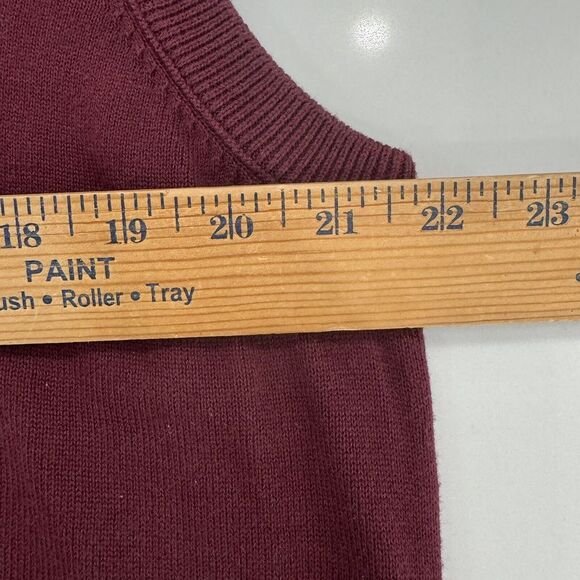 18 19 20 21 22 23
PAINT
ush • Roller • Tray